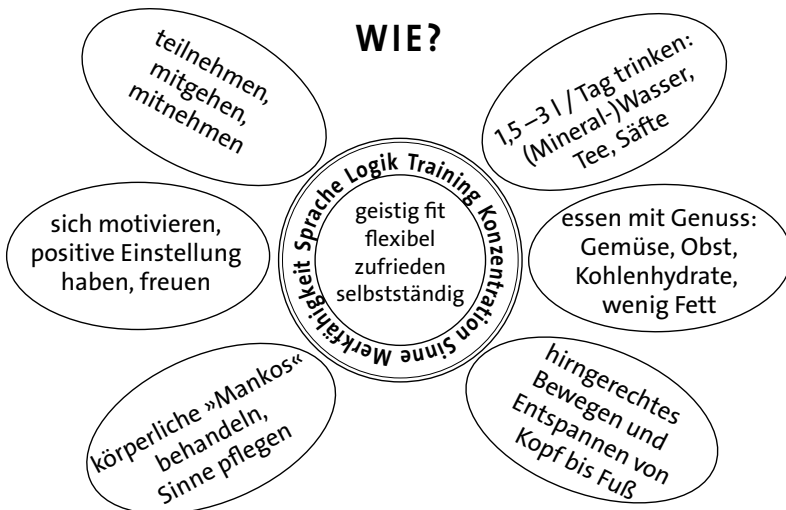 WIE?
teilnehmen,
mitgehen,
mitnehmen
1,5–3 l / Tag trinken:
(Mineral-)Wasser,
Tee, Säfte
sich motivieren,
positive Einstellung
haben, freuen
Merkfähigkeit Sprache Logik Training Konzentration Sinne
geistig fit
flexibel
zufrieden
selbstständig
essen mit Genuss:
Gemüse, Obst,
Kohlenhydrate,
wenig Fett
körperliche »Mankos«
behandeln,
Sinne pflegen
hirngerechtes
Bewegen und
Entspannen von
Kopf bis Fuß